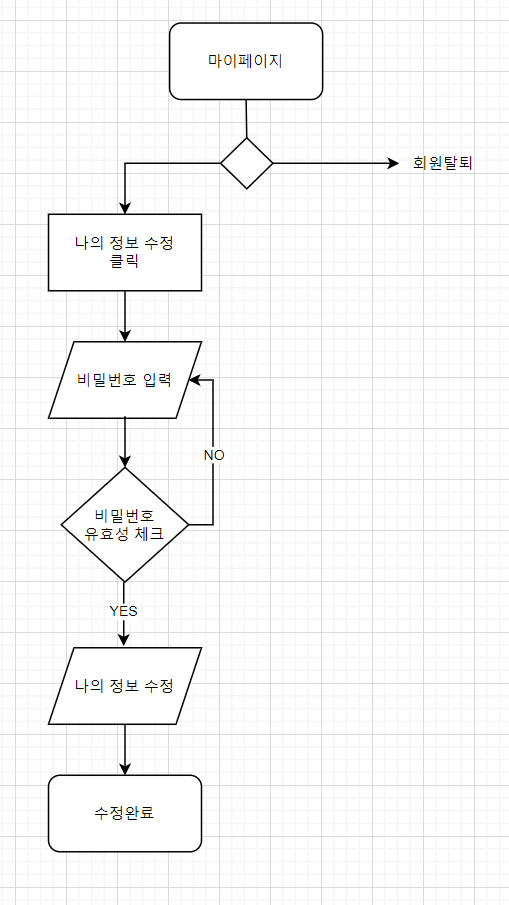 마이페이지
회원탈퇴
나의 정보 수정
클릭
비밀번호 입력
NO
비밀번호
유효성 체크
YES
나의 정보 수정
수정완료